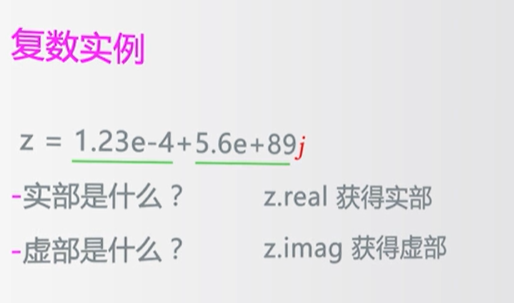 复数实例
z = 1.23e-4+5.6e+89j
-实部是什么？ z.real 获得实部
-虚部是什么？ z.imag 获得虚部